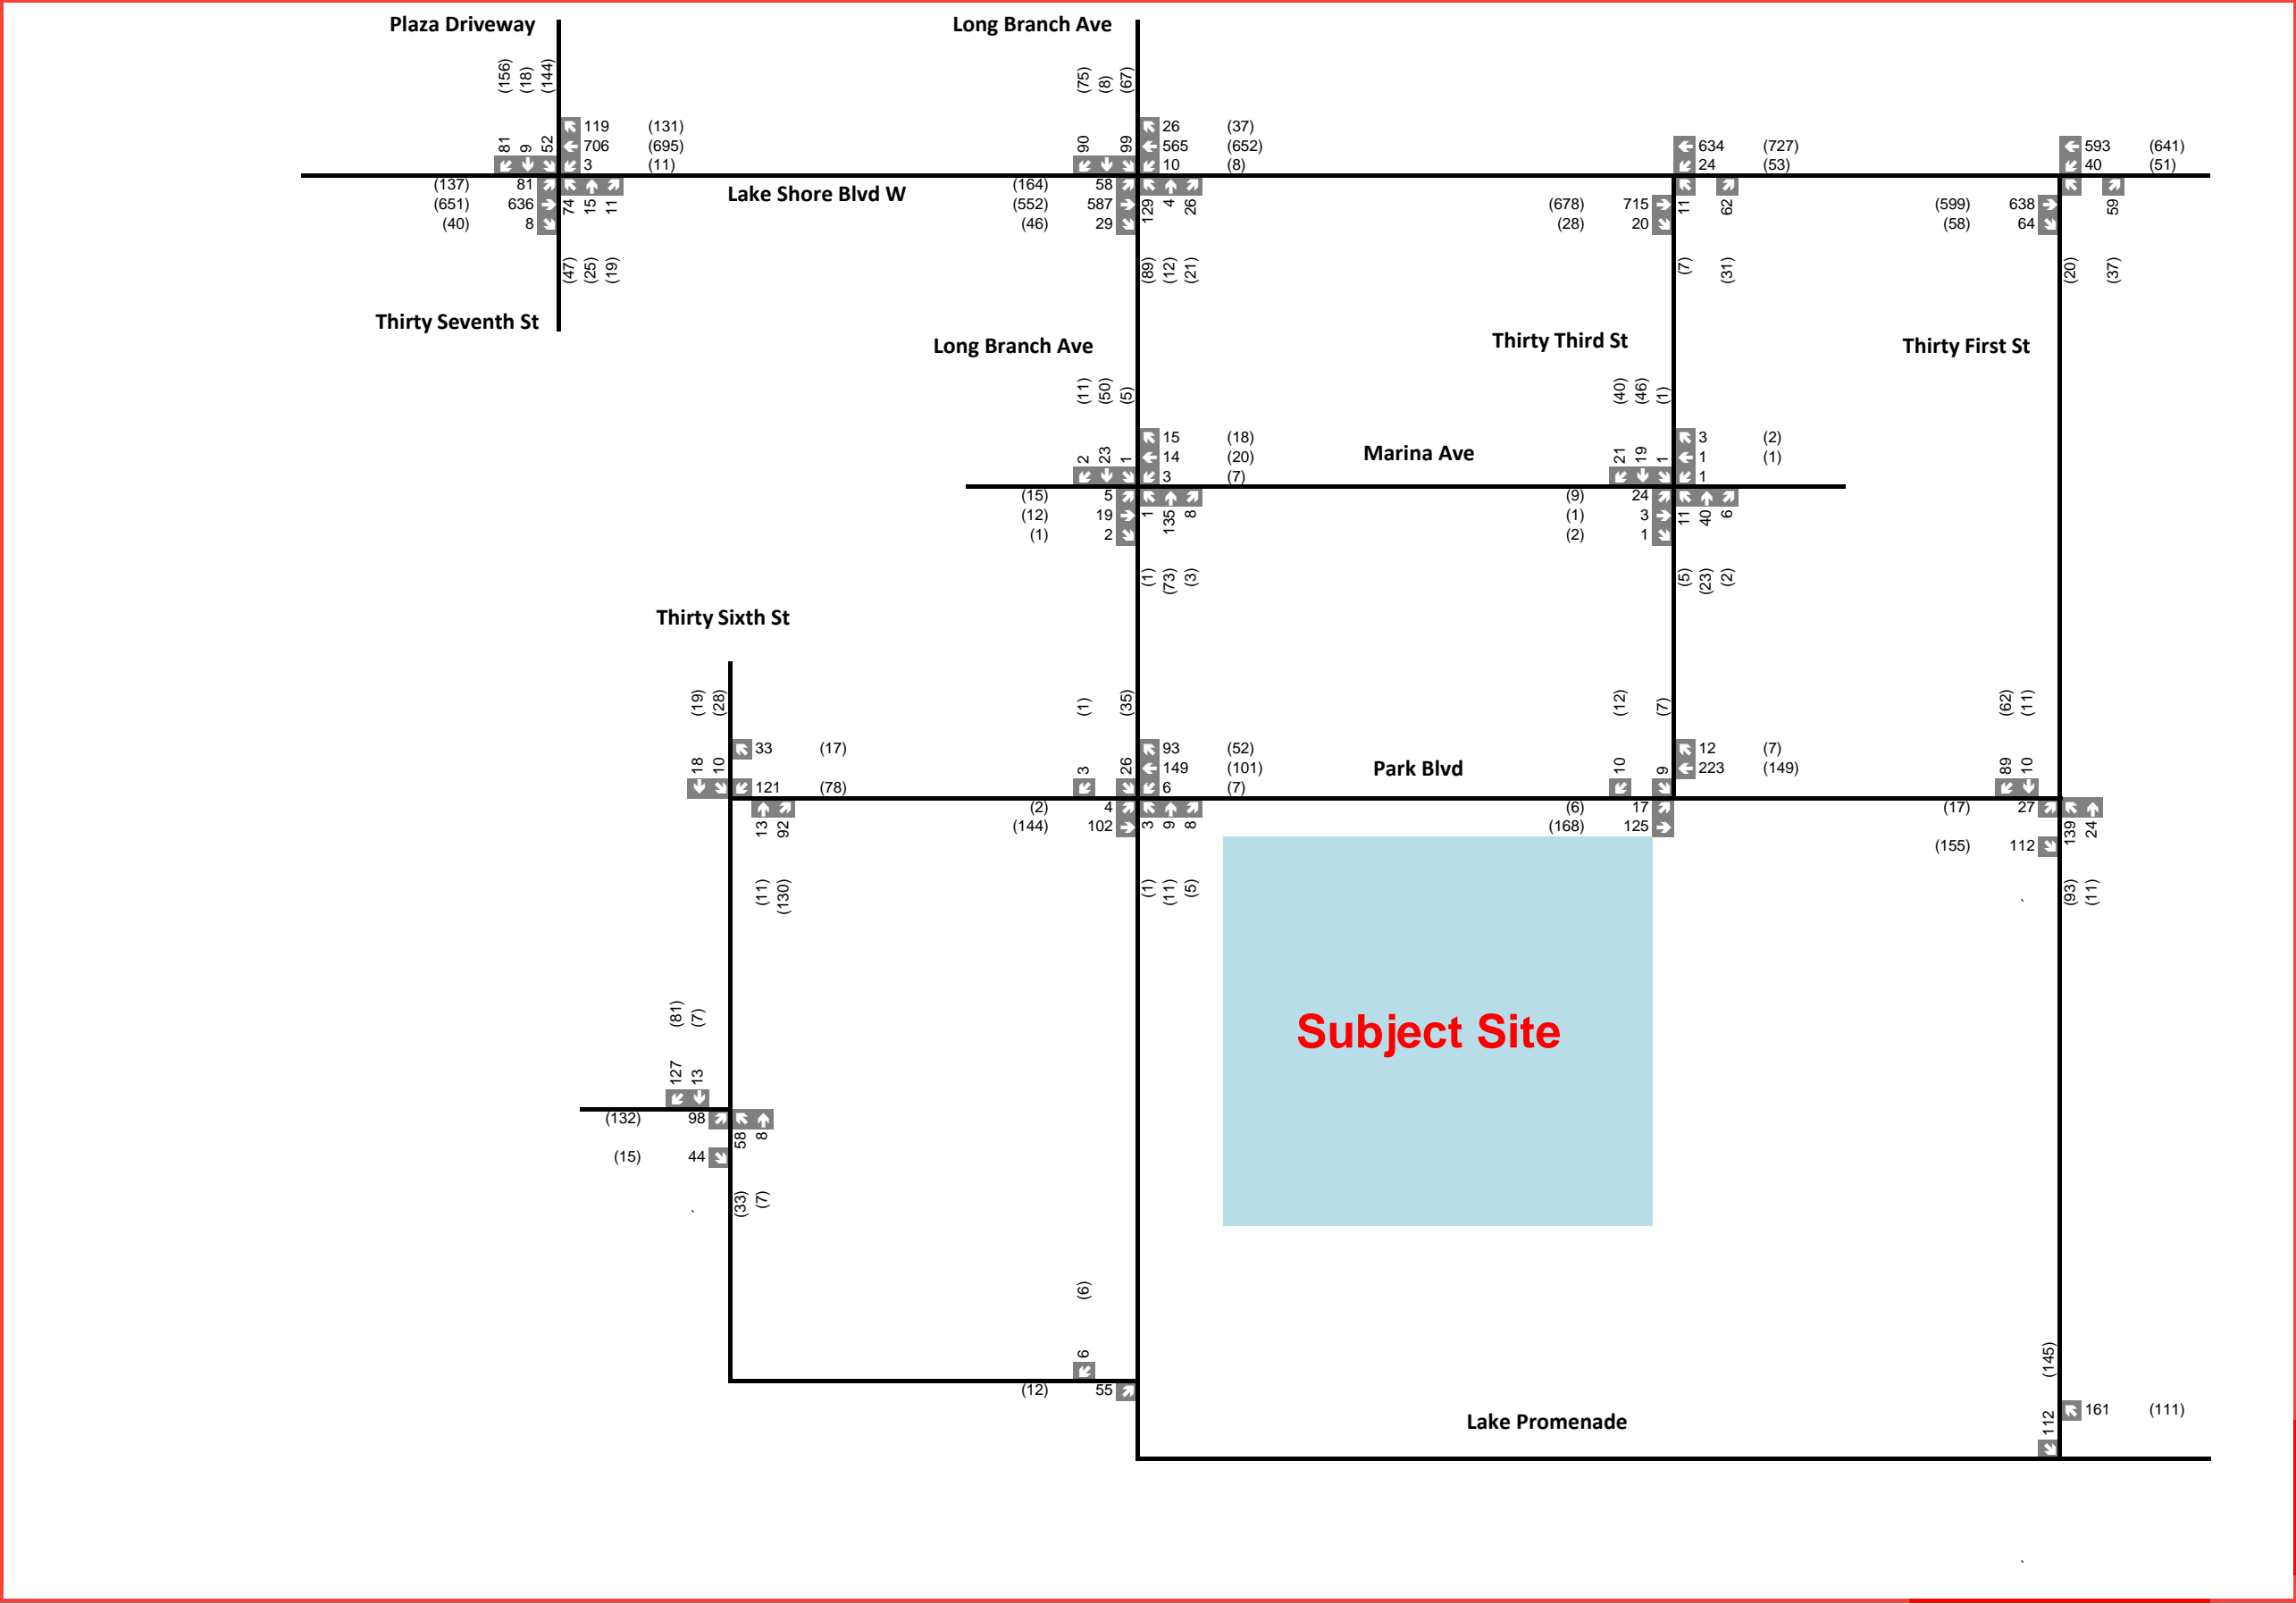 Plaza Driveway
Long Branch Ave
(156) (18) (144)
(75) (8) (67)
81 9 52
119 (131)
706 (695)
3 (11)
90 99
26 (37)
565 (652)
10 (8)
634 (727)
24 (53)
593 (641)
40 (51)
Lake Shore Blvd W
(137) 81
(651) 636
(40) 8
74 15 11
(164) 58
(552) 587
(46) 29
129 4 26
(678) 715
(28) 20
11 62
(599) 638
(58) 64
59
(47) (25) (19)
(89) (12) (21)
(7) (31)
(20) (37)
Thirty Seventh St
Long Branch Ave
Thirty Third St
Thirty First St
(11) (50) (5)
(40) (46) (1)
2 23 1
15 (18)
14 (20)
3 (7)
Marina Ave
21 19 1
3 (2)
1 (1)
1
(15) 5
(12) 19
(1) 2
1 135 8
(9) 24
(1) 3
(2) 1
11 40 6
(1) (73) (3)
(5) (23) (2)
Thirty Sixth St
(19) (28)
(1) (35)
(12) (7)
(62) (11)
18 10
33 (17)
121 (78)
3 26
93 (52)
149 (101)
6 (7)
Park Blvd
10 9
12 (7)
223 (149)
89 10
13 92
(2) 4
(144) 102
3 9 8
(6) 17
(168) 125
(17) 27
(155) 112
139 24
(11) (130)
(1) (11) (5)
(93) (11)
Subject Site
(81) (7)
127 13
(132) 98
(15) 44
58 8
(33) (7)
(6)
6
(12) 55
Lake Promenade
(145)
112
161 (111)